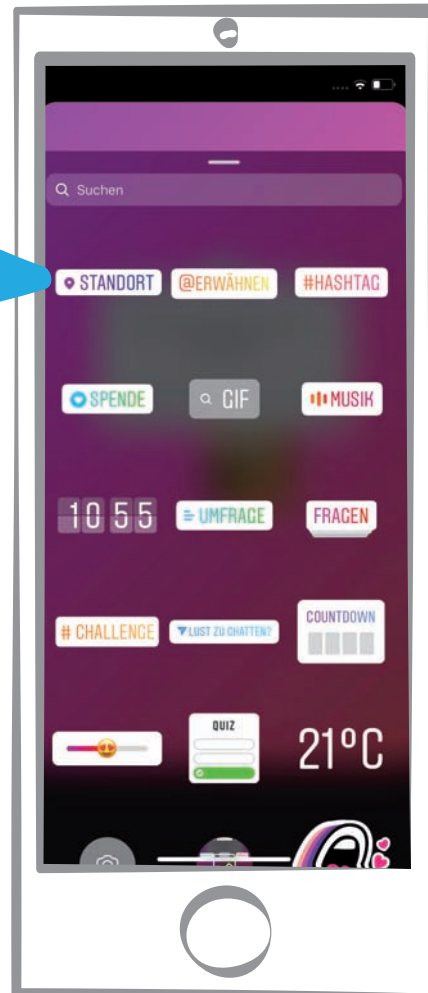 Suchen
STANDORT @ERWÄHNEN #HASHTAG
SPENDE GIF MUSIK
10 55 UMFRAGE FRAGEN
# CHALLENGE LUST ZU CHATTEN? COUNTDOWN
QUIZ
21°C